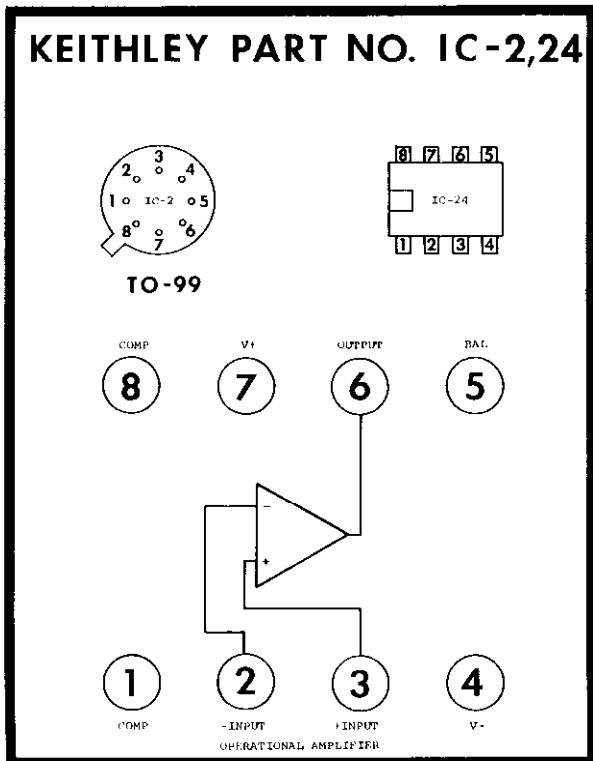 KEITHLEY PART NO. IC-2,24
3
2 4
1 IC-2 5
8 6
7
TO-99
8 7 6 5
IC-24
1 2 3 4
COMP V+ OUTPUT BAL
8 7 6 5
-
+
1 2 3 4
COMP -INPUT +INPUT V-
OPERATIONAL AMPLIFIER